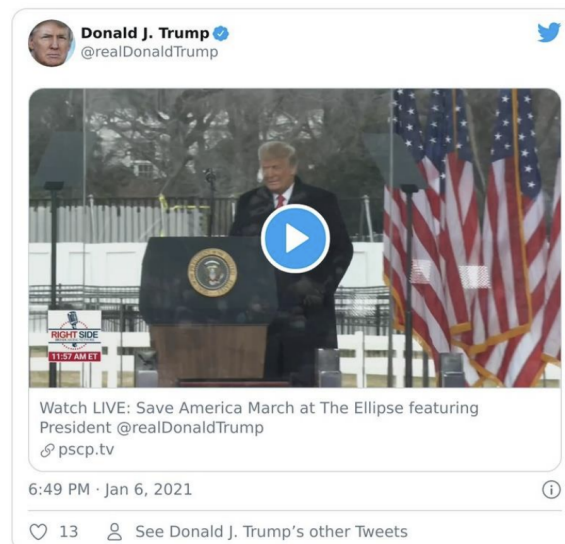 Donald J. Trump
@realDonaldTrump
RIGHT SIDE
11:57 AM ET
Watch LIVE: Save America March at The Ellipse featuring
President @realDonaldTrump
pscp.tv
6:49 PM · Jan 6, 2021
13 See Donald J. Trump's other Tweets